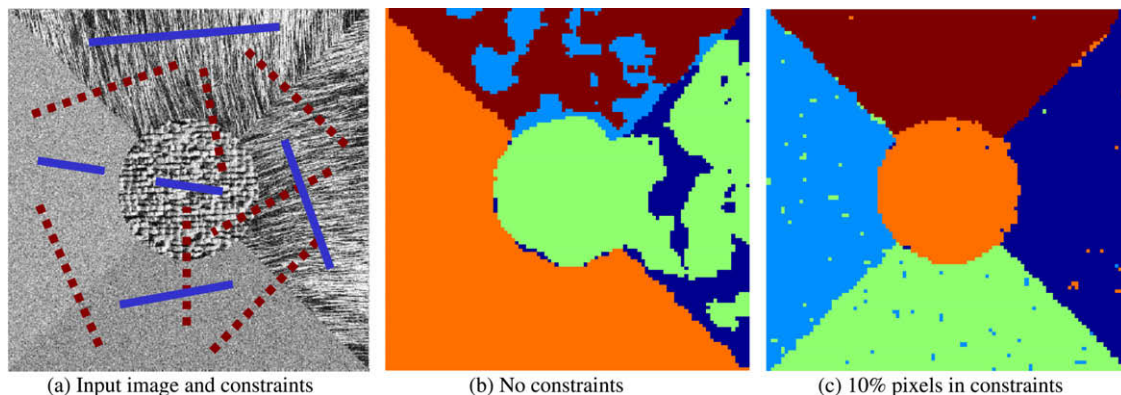 (a) Input image and constraints
(b) No constraints
(c) 10% pixels in constraints